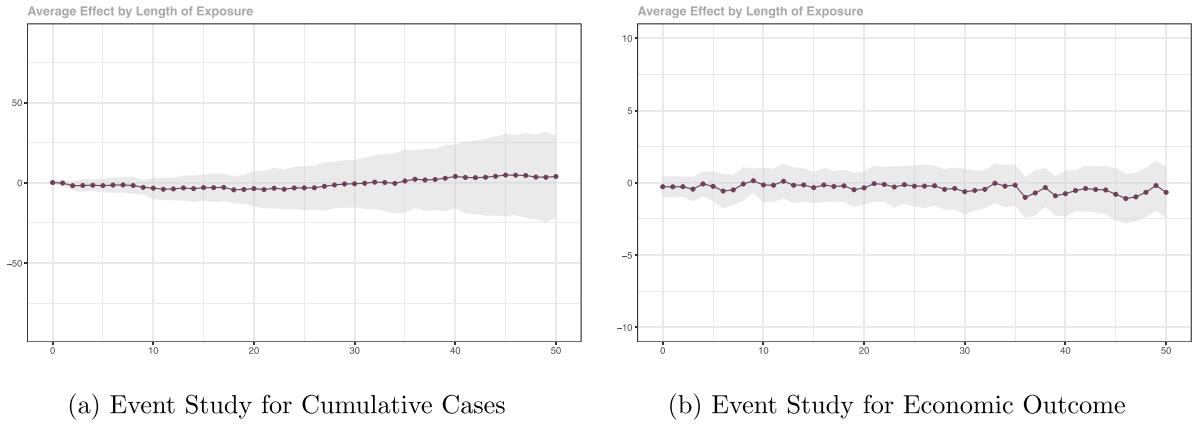 Average Effect by Length of Exposure
50
0
−50
0 10 20 30 40 50
(a) Event Study for Cumulative Cases
Average Effect by Length of Exposure
10
5
0
−5
−10
0 10 20 30 40 50
(b) Event Study for Economic Outcome